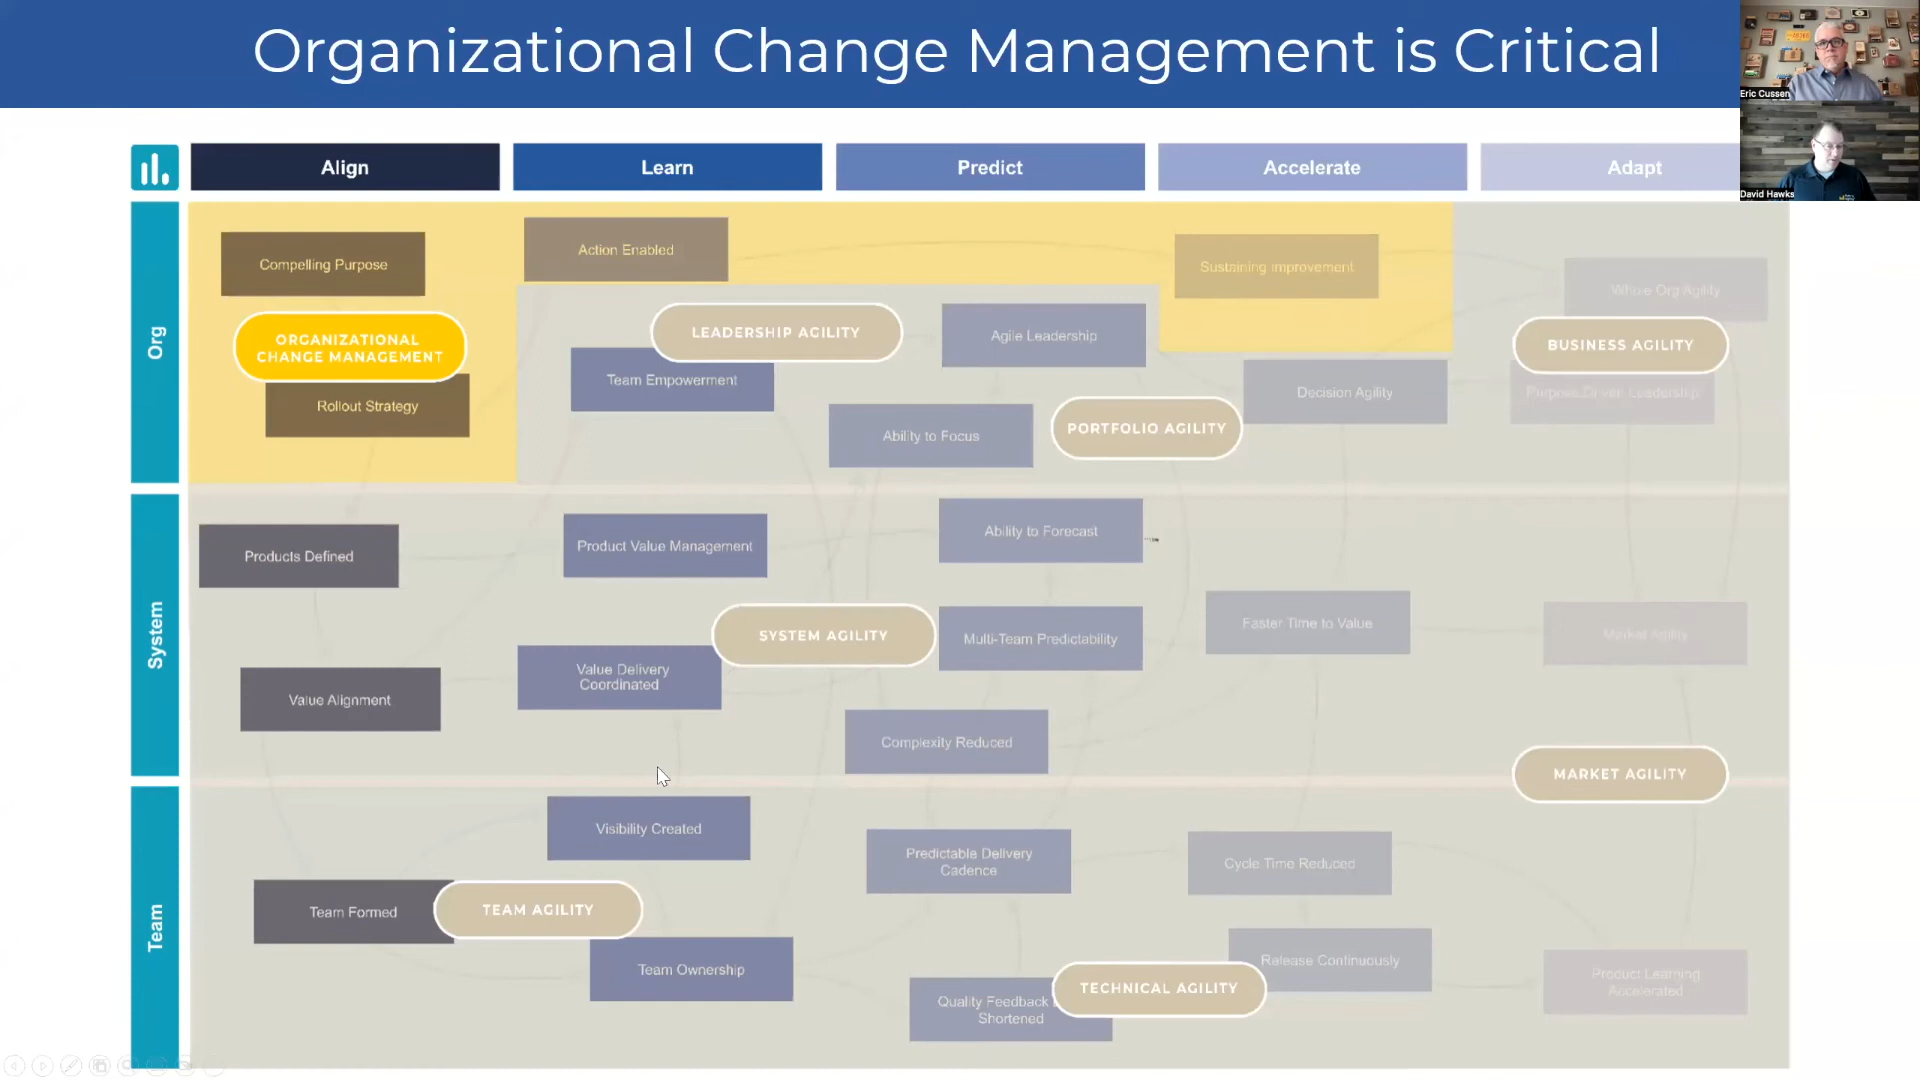 Organizational Change Management is Critical
Eric Cussen
David Hawks
Align
Learn
Predict
Accelerate
Adapt
Org
Compelling Purpose
Action Enabled
Sustaining Improvement
Whole Org Agility
ORGANIZATIONAL
CHANGE MANAGEMENT
LEADERSHIP AGILITY
Agile Leadership
BUSINESS AGILITY
Team Empowerment
Decision Agility
Purpose Driven Leadership
Rollout Strategy
Ability to Focus
PORTFOLIO AGILITY
System
Products Defined
Product Value Management
Ability to Forecast
SYSTEM AGILITY
Multi-Team Predictability
Faster Time to Value
Market Agility
Value Alignment
Value Delivery
Coordinated
Complexity Reduced
MARKET AGILITY
Team
Visibility Created
Predictable Delivery
Cadence
Cycle Time Reduced
Team Formed
TEAM AGILITY
Team Ownership
Release Continuously
Quality Feedback
Shortened
TECHNICAL AGILITY
Product Learning
Accelerated